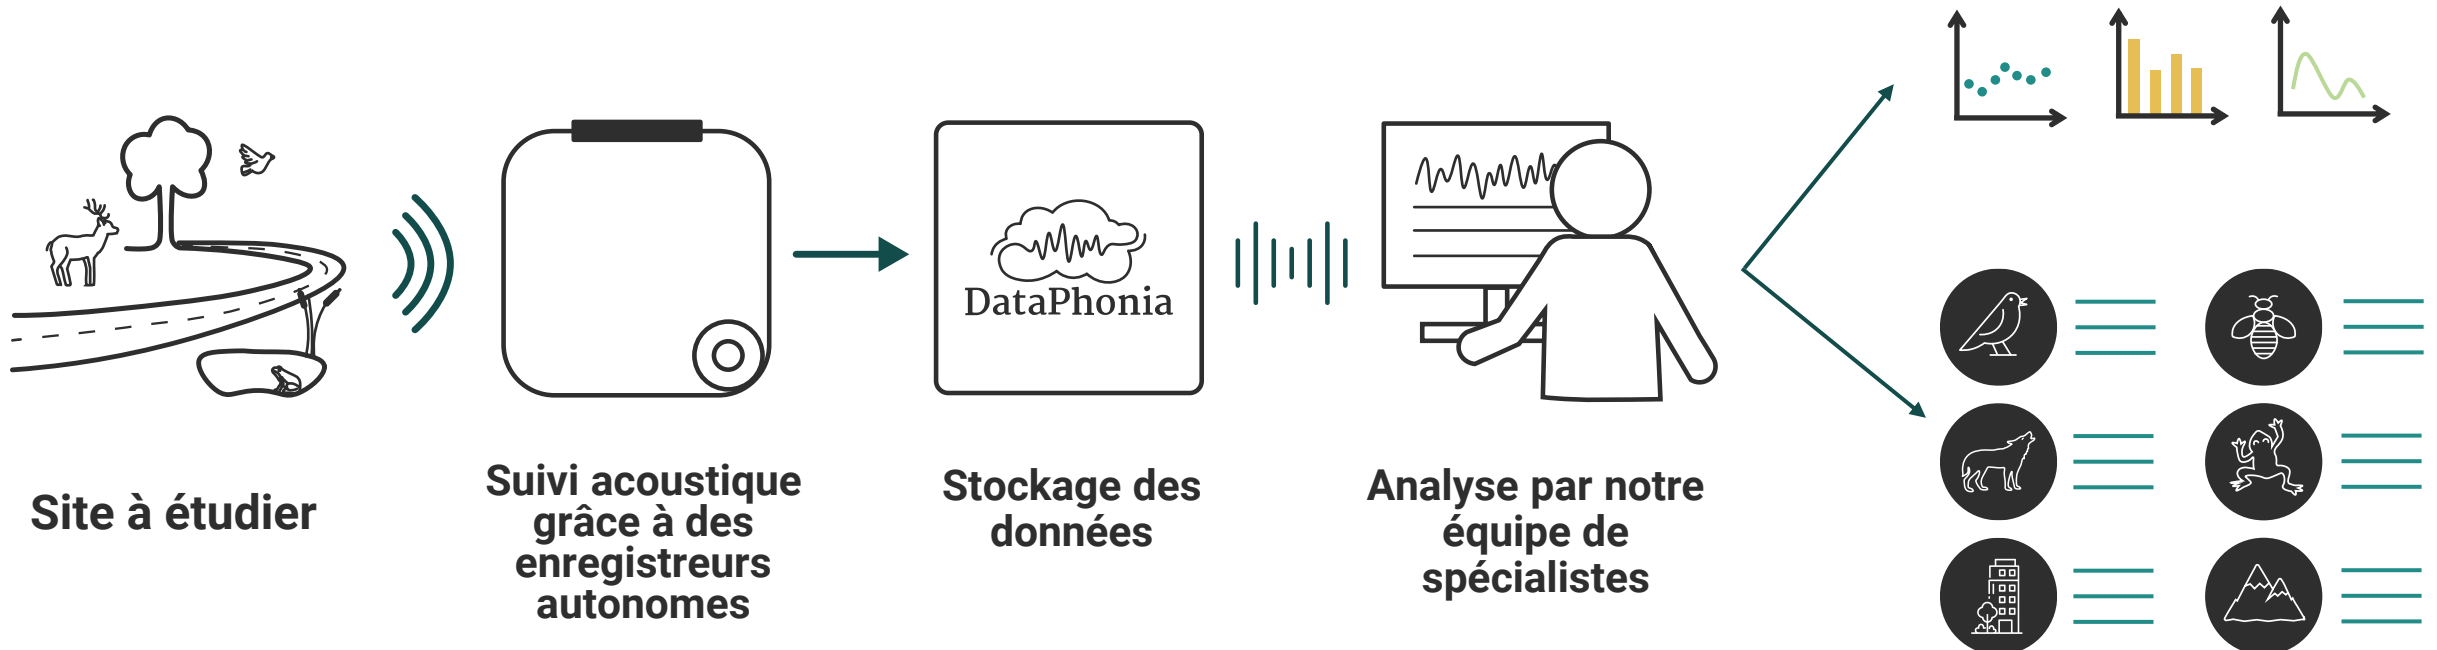 DataPhonia
Site à étudier
Suivi acoustique
grâce à des
enregistreurs
autonomes
Stockage des
données
Analyse par notre
équipe de
spécialistes